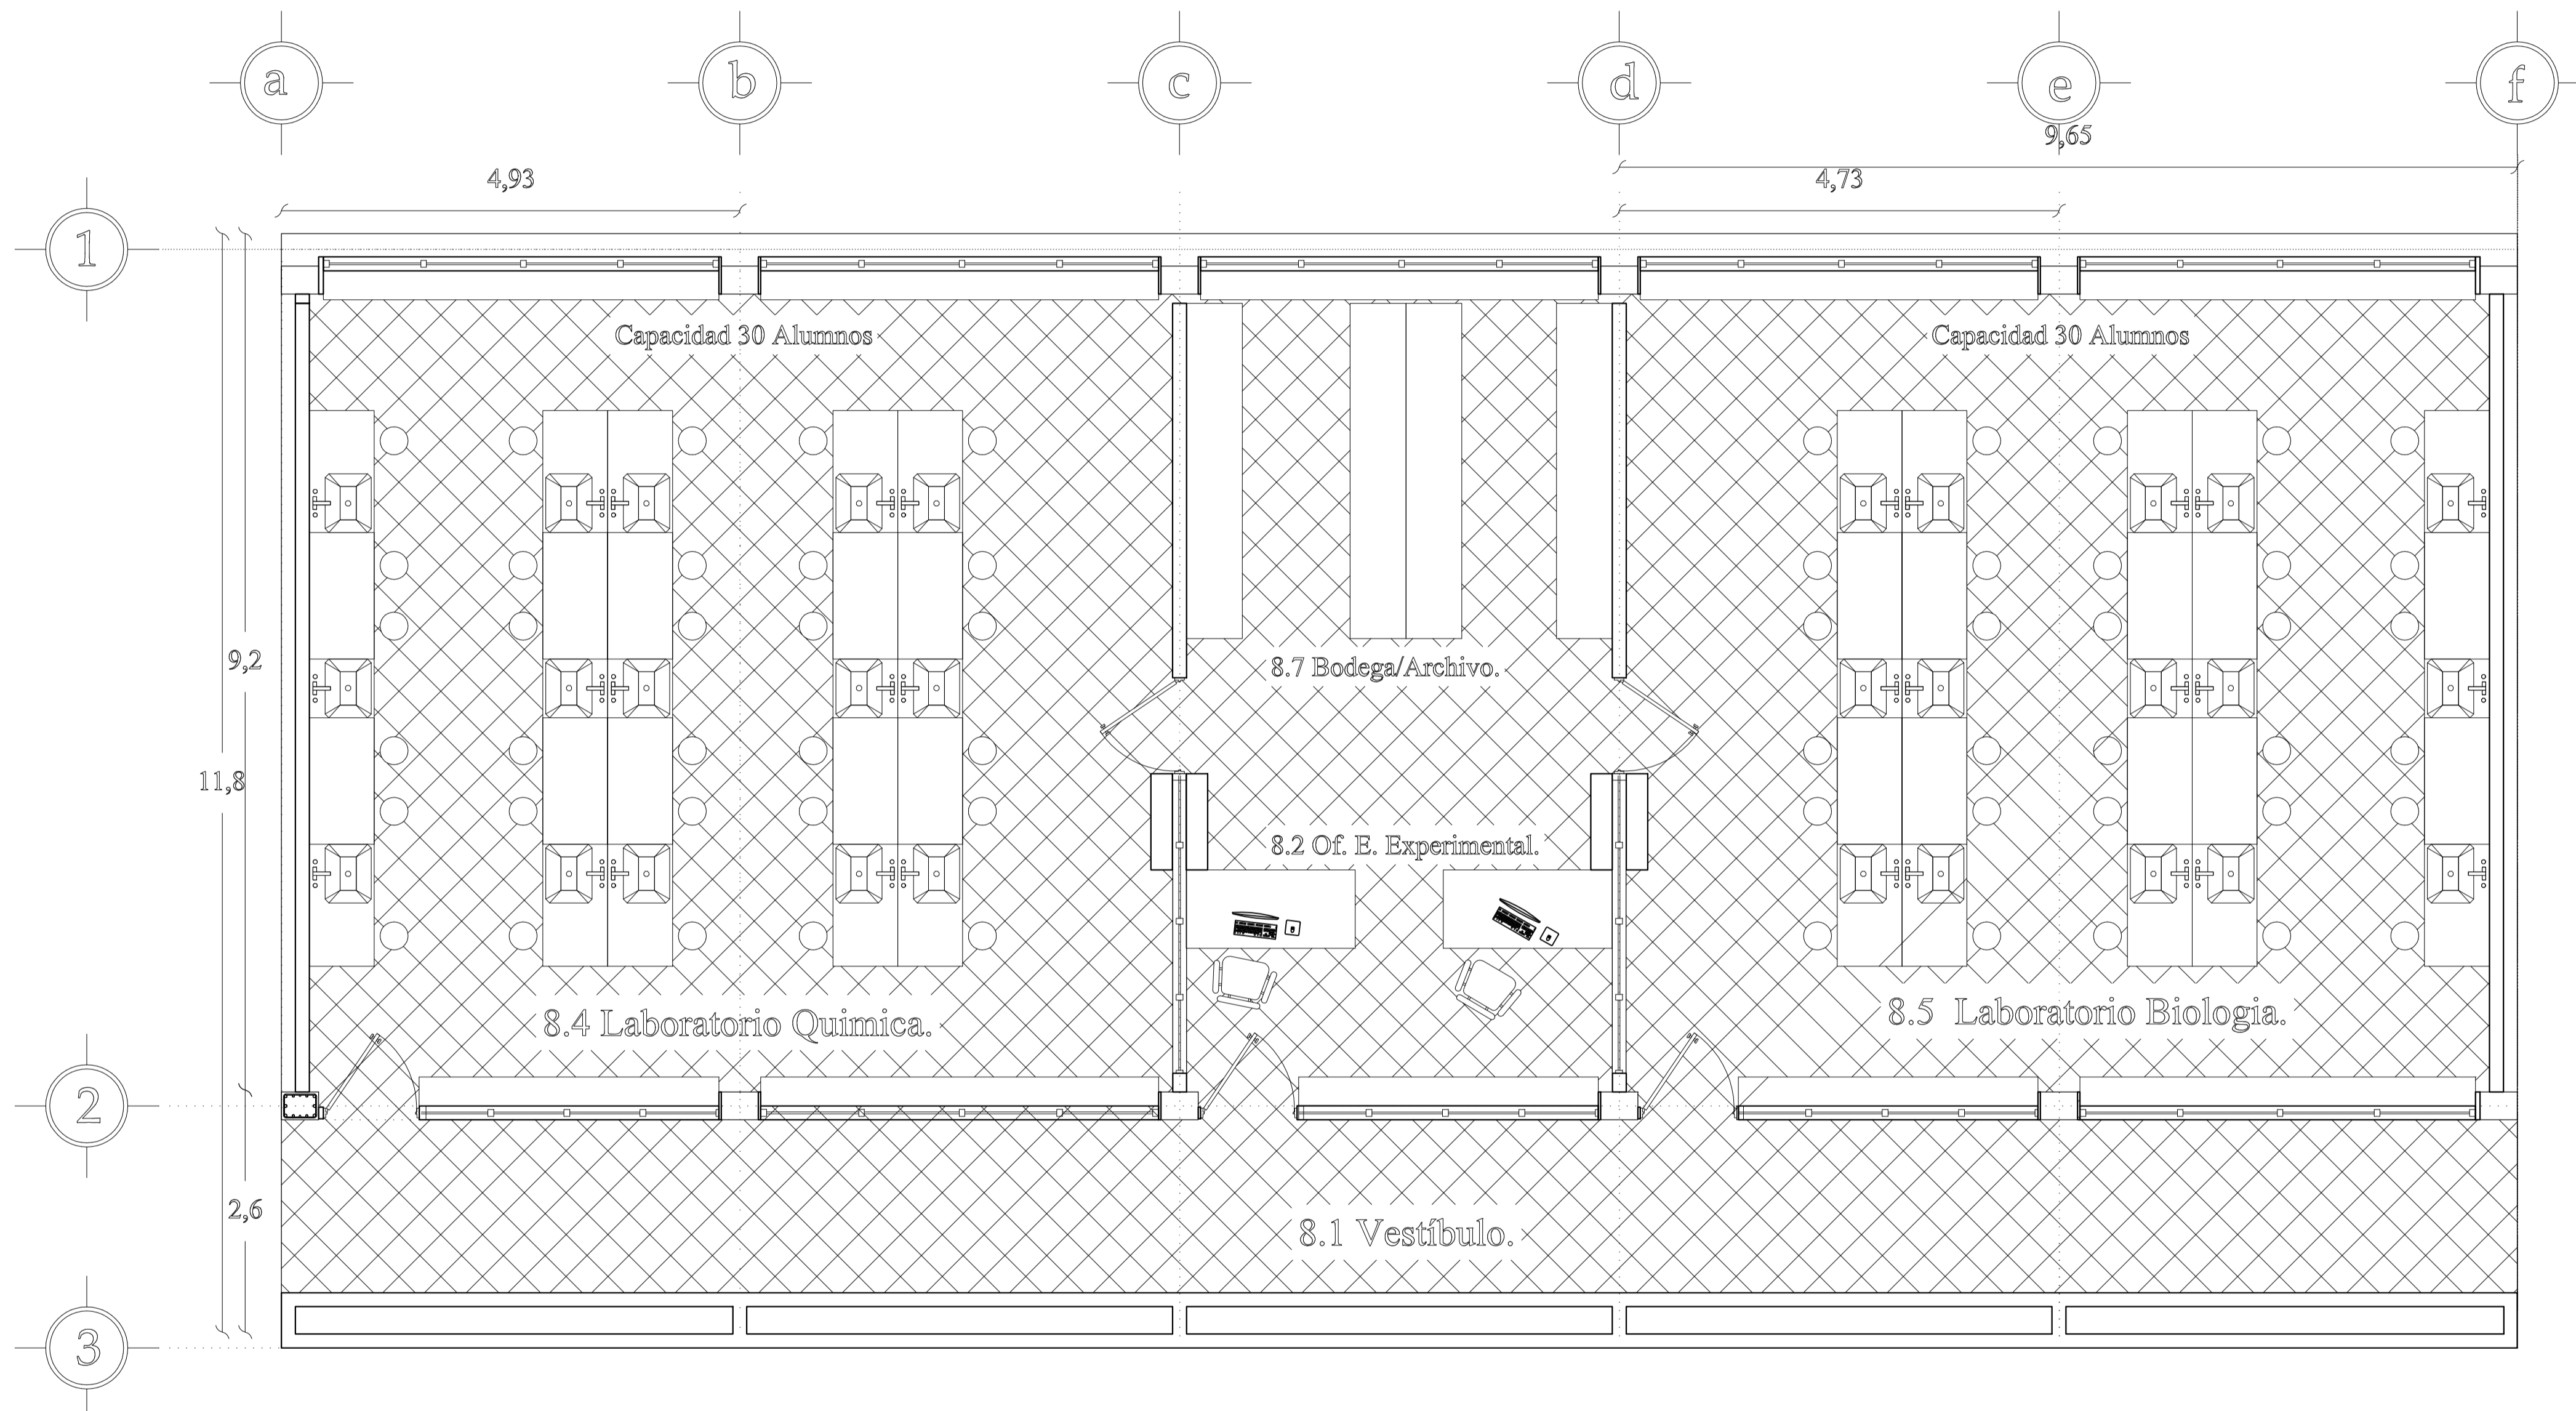 a
b
c
d
e
f
9,65
4,93
4,73
1
Capacidad 30 Alumnos
Capacidad 30 Alumnos
9,2
8.7 Bodega/Archivo.
11,8
8.2 Of. E. Experimental.
8.4 Laboratorio Quimica.
8.5 Laboratorio Biologia.
2
2,6
8.1 Vestíbulo.
3